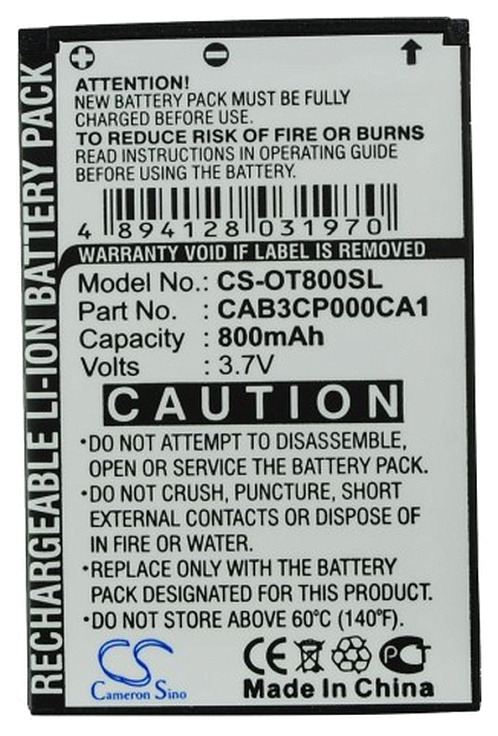 RECHARGEABLE LI-ION BATTERY PACK
ATTENTION!
NEW BATTERY PACK MUST BE FULLY
CHARGED BEFORE USE.
TO REDUCE RISK OF FIRE OR BURNS
READ INSTRUCTIONS IN OPERATING GUIDE
BEFORE USING THE BATTERY.
4 894128 031970
WARRANTY VOID IF LABEL IS REMOVED
Model No.: CS-OT800SL
Part No. : CAB3CP000CA1
Capacity : 800mAh
Volts : 3.7V
CAUTION
•DO NOT ATTEMPT TO DISASSEMBLE,
OPEN OR SERVICE THE BATTERY PACK.
•DO NOT CRUSH, PUNCTURE, SHORT
EXTERNAL CONTACTS OR DISPOSE OF
IN FIRE OR WATER.
•REPLACE ONLY WITH THE BATTERY
PACK DESIGNATED FOR THIS PRODUCT.
•DO NOT STORE ABOVE 60°C (140°F).
CS
Cameron Sino
CE
Made In China